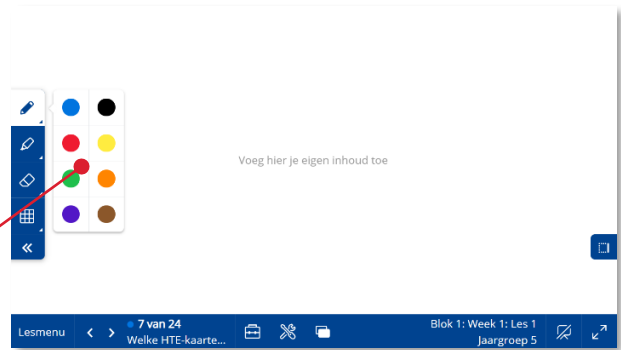 Voeg hier je eigen inhoud toe
Lesmenu
7 van 24
Welke HTE-kaarte...
Blok 1: Week 1: Les 1
Jaargroep 5